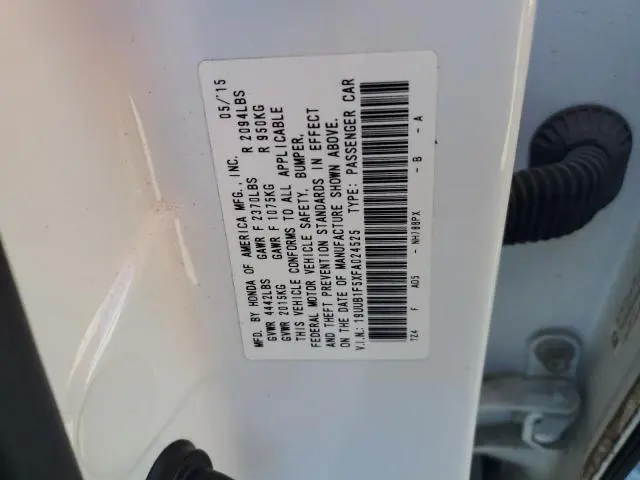 MFD. BY HONDA OF AMERICA MFG., INC. 05/'15
GVWR 4442LBS GAWR F 2370LBS R 2094LBS
GVWR 2015KG GAWR F 1075KG R 950KG
THIS VEHICLE CONFORMS TO ALL APPLICABLE
FEDERAL MOTOR VEHICLE SAFETY, BUMPER,
AND THEFT PREVENTION STANDARDS IN EFFECT
ON THE DATE OF MANUFACTURE SHOWN ABOVE.
V.I.N.: 19UUB1F5XFA024525 TYPE: PASSENGER CAR
TZ4 F A05 - NH788PX - B - A